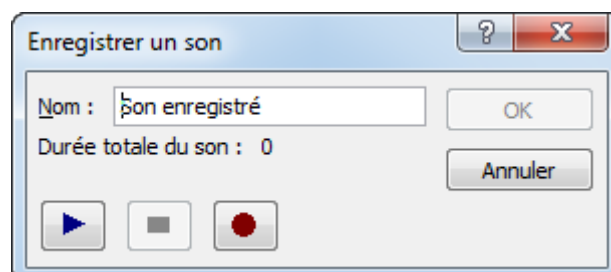 Enregistrer un son
Nom : Son enregistré
OK
Durée totale du son : 0
Annuler